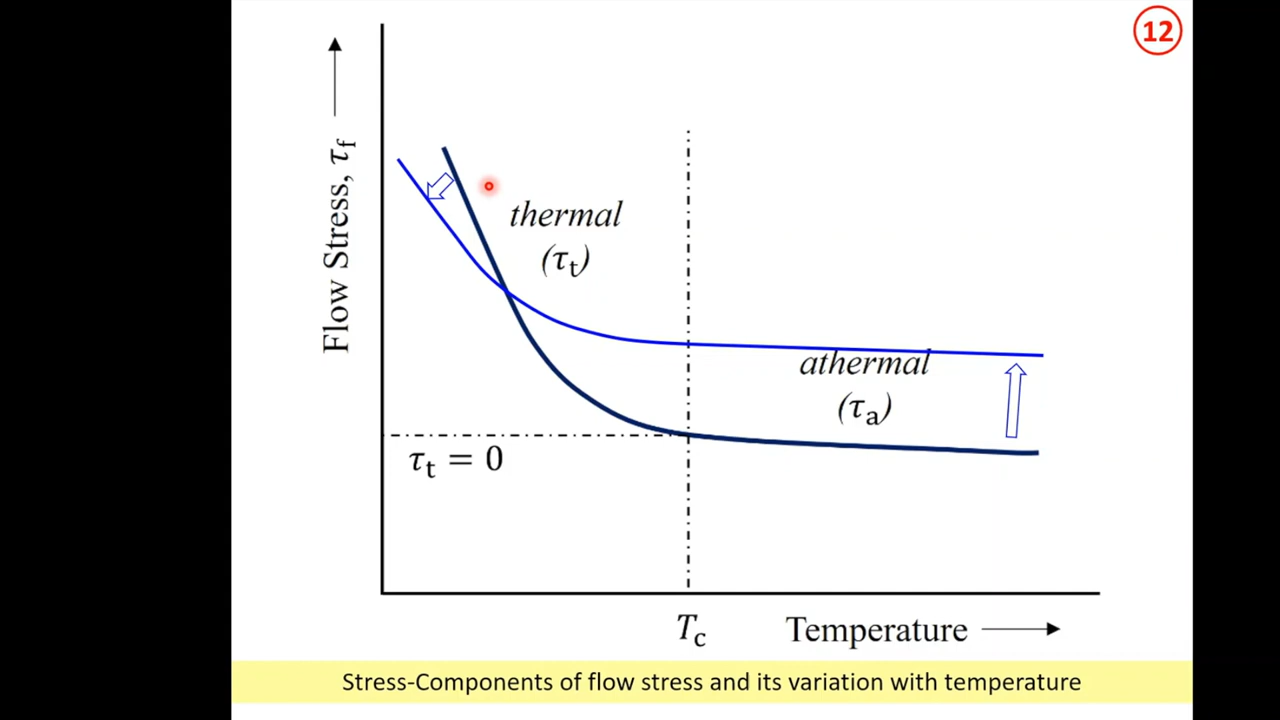 12
Flow Stress, τf
thermal
(τt)
athermal
(τa)
τt = 0
Tc
Temperature
Stress-Components of flow stress and its variation with temperature